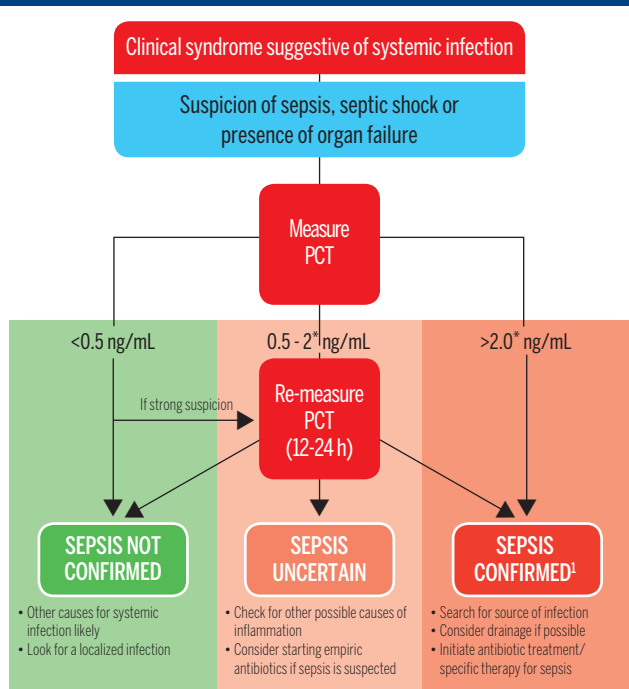 Clinical syndrome suggestive of systemic infection
Suspicion of sepsis, septic shock or
presence of organ failure
Measure
PCT
<0.5 ng/mL
0.5 - 2* ng/mL
>2.0* ng/mL
If strong suspicion
Re-measure
PCT
(12-24 h)
SEPSIS NOT
CONFIRMED
SEPSIS
UNCERTAIN
SEPSIS
CONFIRMED¹
• Other causes for systemic
infection likely
• Look for a localized infection
• Check for other possible causes of
inflammation
• Consider starting empiric
antibiotics if sepsis is suspected
• Search for source of infection
• Consider drainage if possible
• Initiate antibiotic treatment/
specific therapy for sepsis